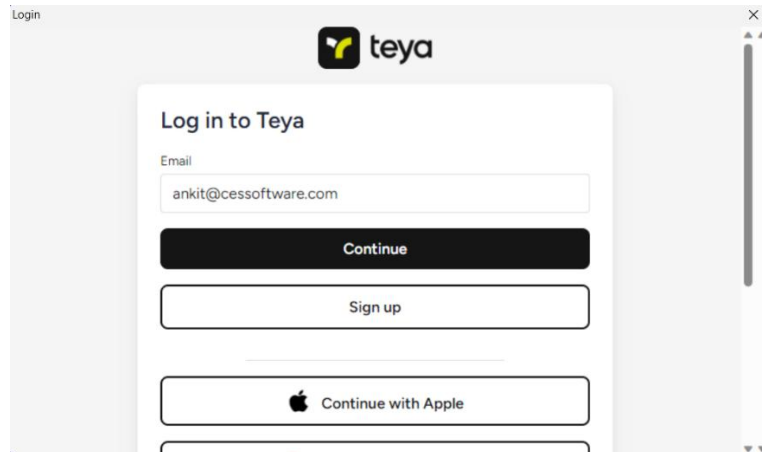 Login
teya
Log in to Teya
Email
ankit@cessoftware.com
Continue
Sign up
Continue with Apple